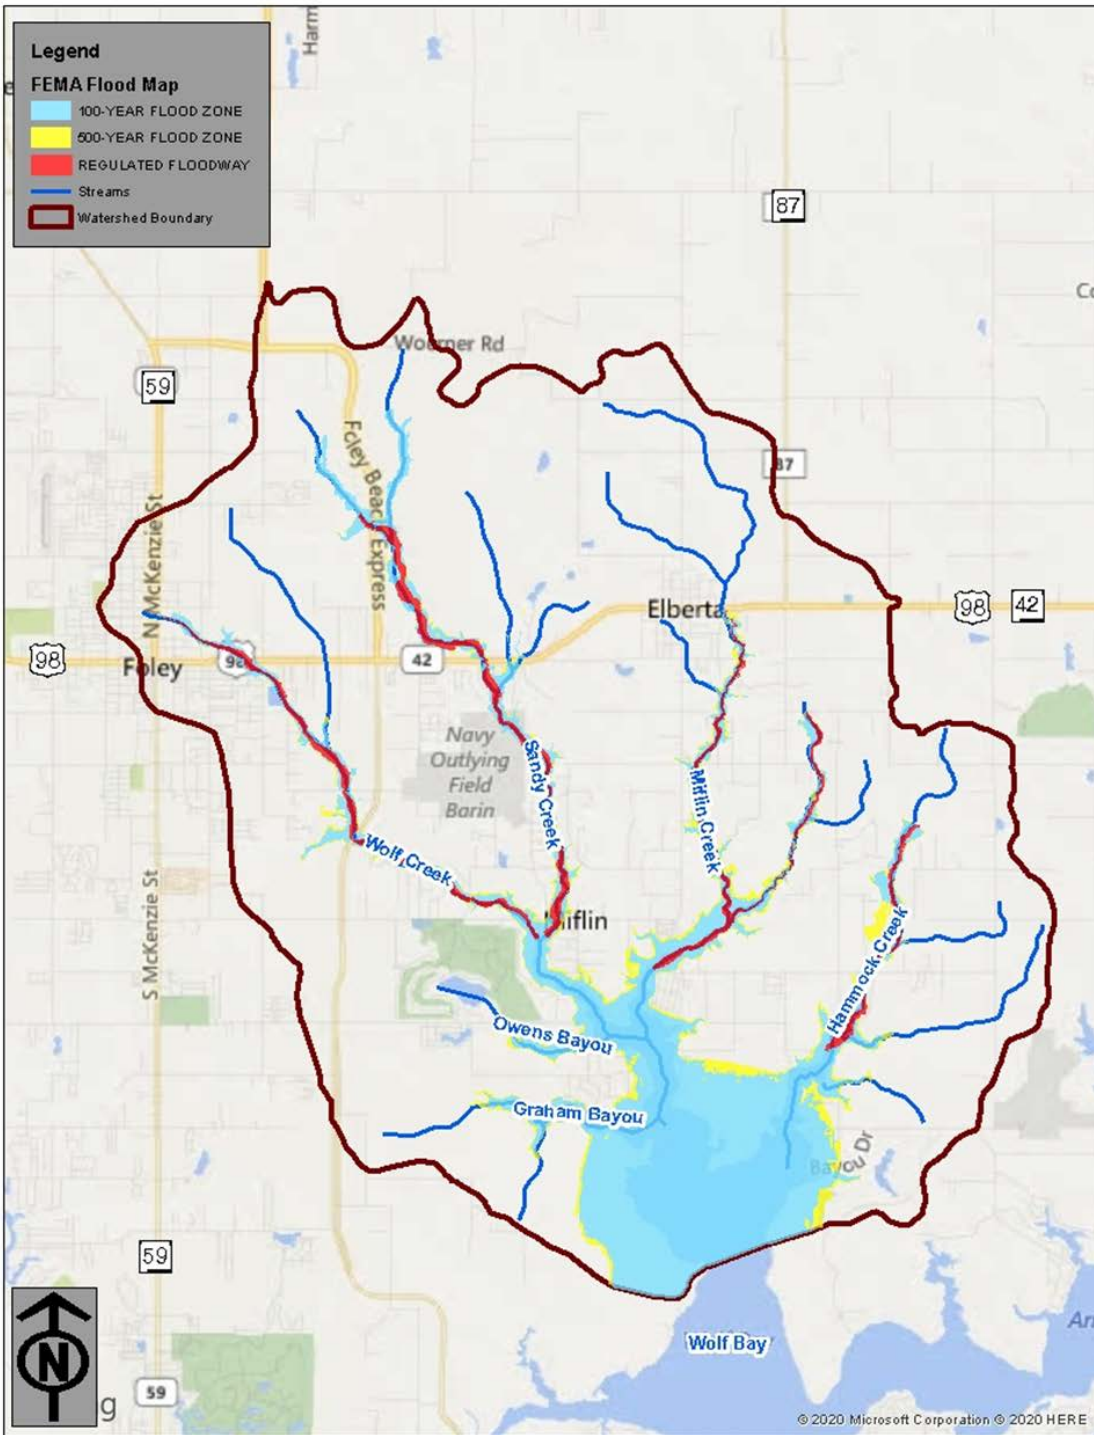 Legend
FEMA Flood Map
100-YEAR FLOOD ZONE
500-YEAR FLOOD ZONE
REGULATED FLOODWAY
Streams
Watershed Boundary
Harm
87
Co
Woerner Rd
59
Foley Beach Express
87
N McKenzie St
Elberta
98
42
98
Foley
98
42
Navy
Outlying
Field
Barin
Sandy Creek
Miflin Creek
Wolf Creek
Miflin
S McKenzie St
Hammock Creek
Owens Bayou
Graham Bayou
Bayou Dr
59
N
Wolf Bay
59
g
© 2020 Microsoft Corporation © 2020 HERE